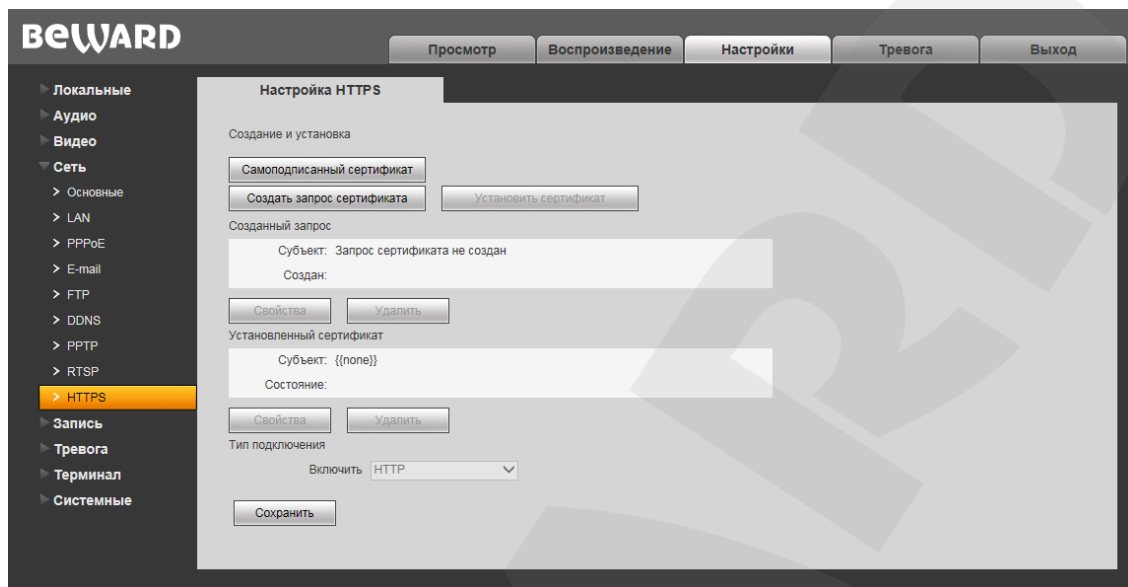 BEWARD
Просмотр Воспроизведение Настройки Тревога Выход
Локальные
Аудио
Видео
Сеть
> Основные
> LAN
> PPPoE
> E-mail
> FTP
> DDNS
> PPTP
> RTSP
> HTTPS
Запись
Тревога
Терминал
Системные
Настройка HTTPS
Создание и установка
Самоподписанный сертификат
Создать запрос сертификата Установить сертификат
Созданный запрос
Субъект: Запрос сертификата не создан
Создан:
Свойства Удалить
Установленный сертификат
Субъект: {{none}}
Состояние:
Свойства Удалить
Тип подключения
Включить HTTP
Сохранить